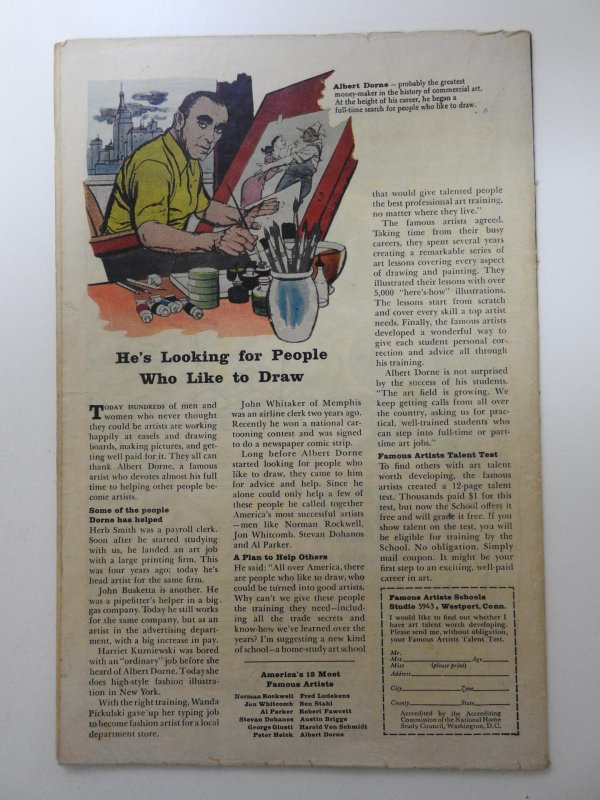 Albert Dorne — probably the greatest
money-maker in the history of commercial art.
At the height of his career, he began a
full-time search for people who like to draw.
He's Looking for People
Who Like to Draw
TODAY HUNDREDS of men and
women who never thought
they could be artists are working
happily at easels and drawing
boards, making pictures, and get-
ting well paid for it. They all can
thank Albert Dorne, a famous
artist who devotes almost his full
time to helping other people be-
come artists.
Some of the people
Dorne has helped
Herb Smith was a payroll clerk.
Soon after he started studying
with us, he landed an art job
with a large printing firm. This
was four years ago; today he's
head artist for the same firm.
John Busketta is another. He
was a pipefitter's helper in a big
gas company. Today he still works
for the same company, but as an
artist in the advertising depart-
ment, with a big increase in pay.
Harriet Kuzniewski was bored
with an "ordinary" job before she
heard of Albert Dorne. Today she
does high-style fashion illustra-
tion in New York.
With the right training, Wanda
Pickulski gave up her typing job
to become fashion artist for a local
department store.
John Whitaker of Memphis
was an airline clerk two years ago.
Recently he won a national car-
tooning contest and was signed
to do a newspaper comic strip.
Long before Albert Dorne
started looking for people who
like to draw, they came to him
for advice and help. Since he
alone could only help a few of
these people he called together
America's most successful artists
—men like Norman Rockwell,
Jon Whitcomb, Stevan Dohanos
and Al Parker.
A Plan to Help Others
He said: "All over America, there
are people who like to draw, who
could be turned into good artists.
Why can't we give these people
the training they need—includ-
ing all the trade secrets and
know-how we've learned over the
years? I'm suggesting a new kind
of school—a home-study art school
America's 12 Most
Famous Artists
Norman Rockwell Fred Ludekens
Jon Whitcomb Ben Stahl
Al Parker Robert Fawcett
Stevan Dohanos Austin Briggs
George Giusti Harold Von Schmidt
Peter Helck Albert Dorne
that would give talented people
the best professional art training,
no matter where they live."
The famous artists agreed.
Taking time from their busy
careers, they spent several years
creating a remarkable series of
art lessons covering every aspect
of drawing and painting. They
illustrated their lessons with over
5,000 "here's-how" illustrations.
The lessons start from scratch
and cover every skill a top artist
needs. Finally, the famous artists
developed a wonderful way to
give each student personal cor-
rection and advice all through
his training.
Albert Dorne is not surprised
by the success of his students.
"The art field is growing. We
keep getting calls from all over
the country, asking us for prac-
tical, well-trained students who
can step into full-time or part-
time art jobs."
Famous Artists Talent Test
To find others with art talent
worth developing, the famous
artists created a 12-page talent
test. Thousands paid $1 for this
test, but now the School offers it
free and will grade it free. If you
show talent on the test, you will
be eligible for training by the
School. No obligation. Simply
mail coupon. It might be your
first step to an exciting, well-paid
career in art.
Famous Artists Schools
Studio 5943, Westport, Conn.
I would like to find out whether I
have art talent worth developing.
Please send me, without obligation,
your Famous Artists Talent Test.
Mr.
Mrs. Age
Miss (please print)
Address
City Zone
County State
Accredited by the Accrediting
Commission of the National Home
Study Council, Washington, D.C.